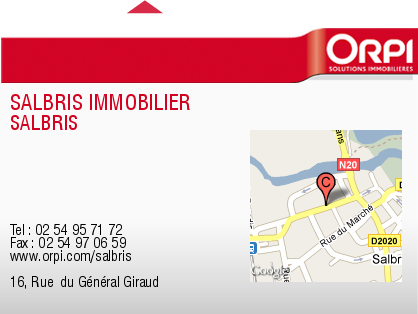 ORPI
SOLUTIONS IMMOBILIÈRES
SALBRIS IMMOBILIER
SALBRIS
Tel : 02 54 95 71 72
Fax : 02 54 97 06 59
www.orpi.com/salbris
16, Rue du Général Giraud
N20
C
Rue du Marché
D2020
Salbr
Google